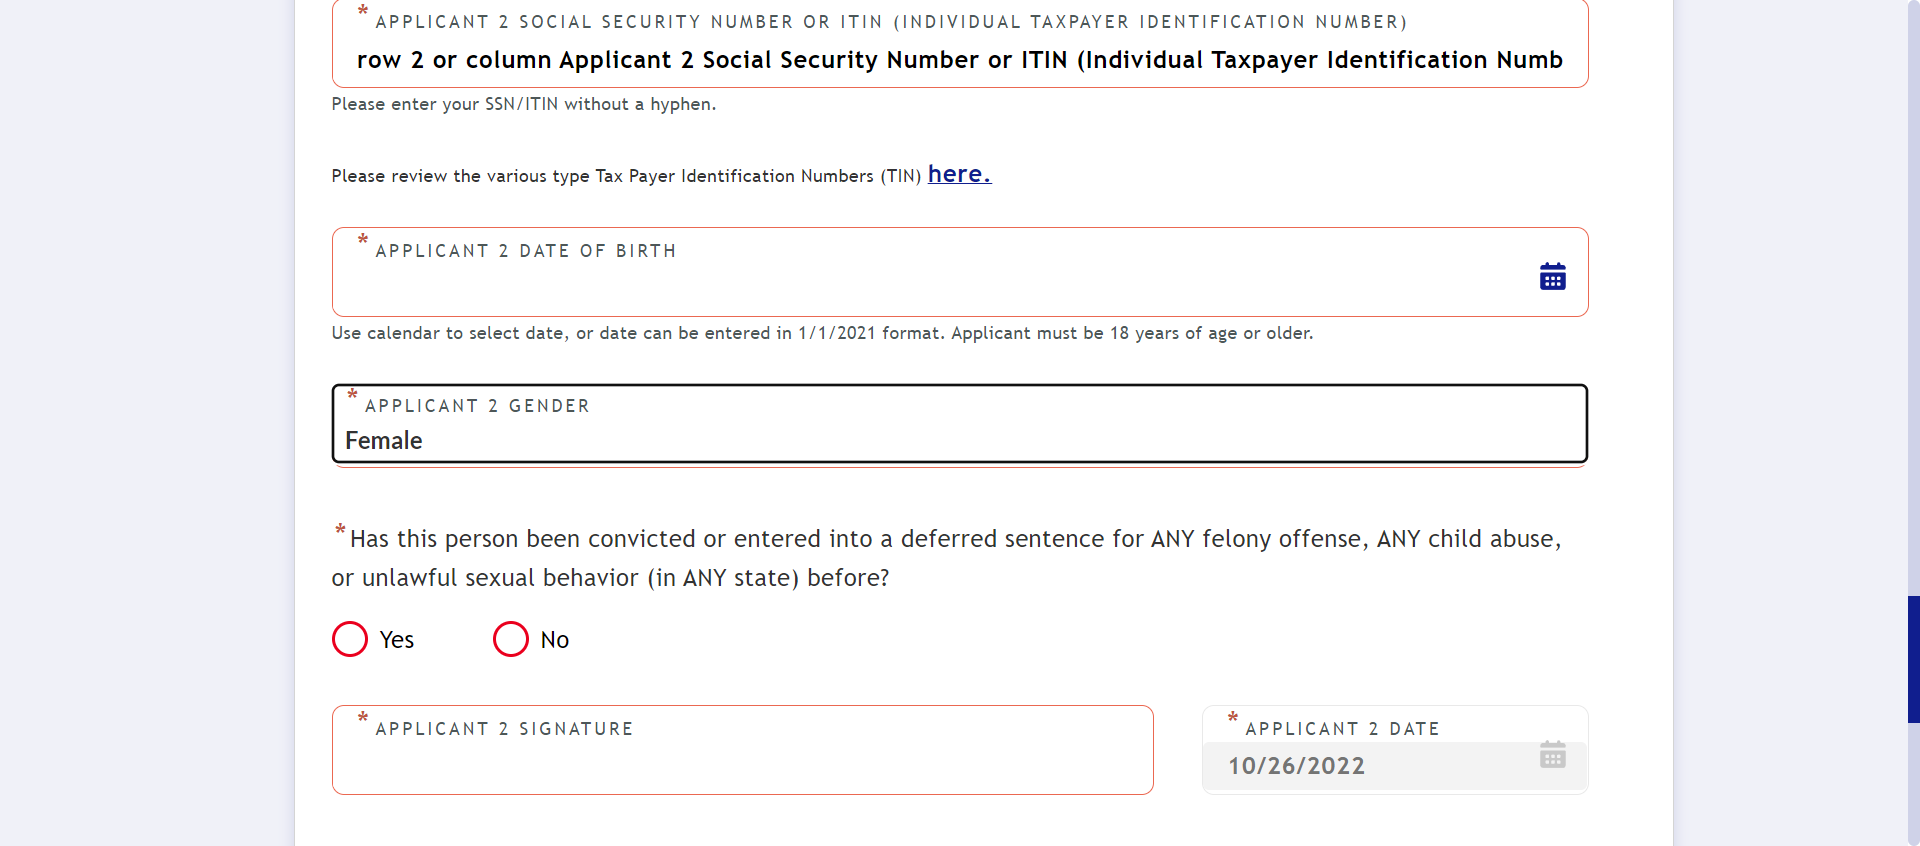 * APPLICANT 2 SOCIAL SECURITY NUMBER OR ITIN (INDIVIDUAL TAXPAYER IDENTIFICATION NUMBER)
row 2 or column Applicant 2 Social Security Number or ITIN (Individual Taxpayer Identification Numb
Please enter your SSN/ITIN without a hyphen.
Please review the various type Tax Payer Identification Numbers (TIN) here.
* APPLICANT 2 DATE OF BIRTH
Use calendar to select date, or date can be entered in 1/1/2021 format. Applicant must be 18 years of age or older.
* APPLICANT 2 GENDER
Female
* Has this person been convicted or entered into a deferred sentence for ANY felony offense, ANY child abuse,
or unlawful sexual behavior (in ANY state) before?
Yes No
* APPLICANT 2 SIGNATURE
* APPLICANT 2 DATE
10/26/2022